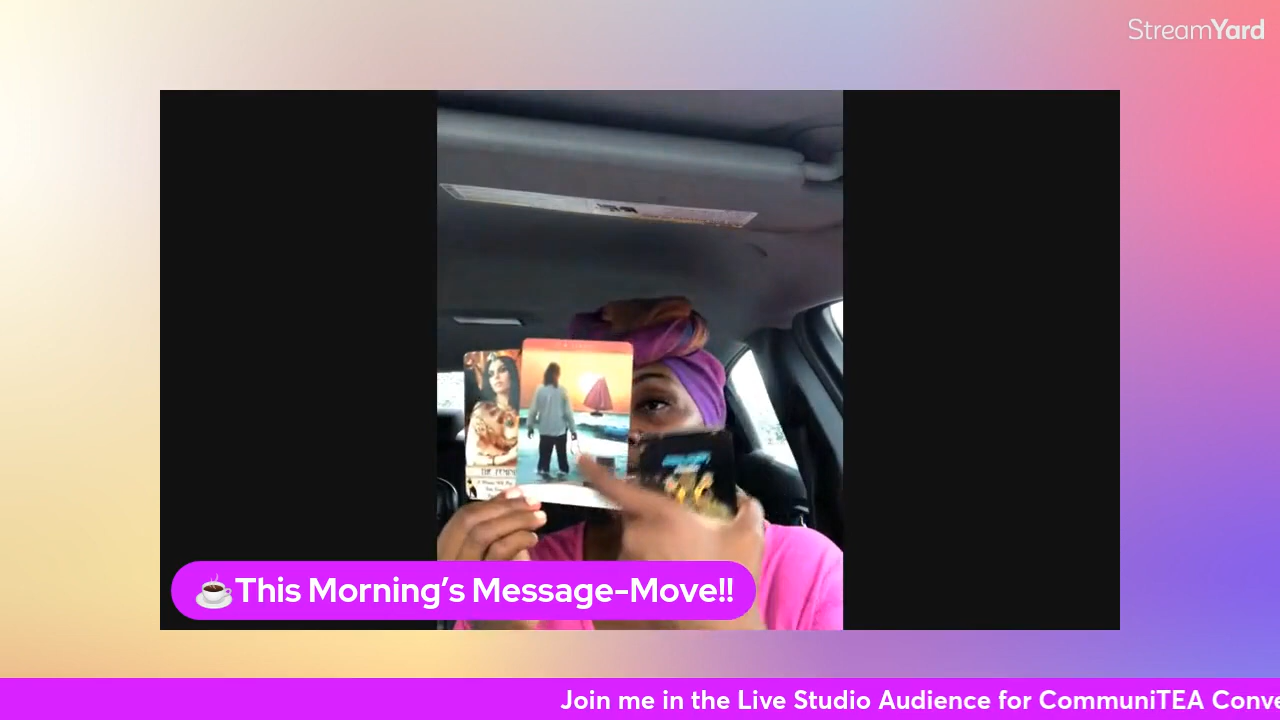 StreamYard
☕This Morning's Message-Move!!
Join me in the Live Studio Audience for CommuniTEA Conve